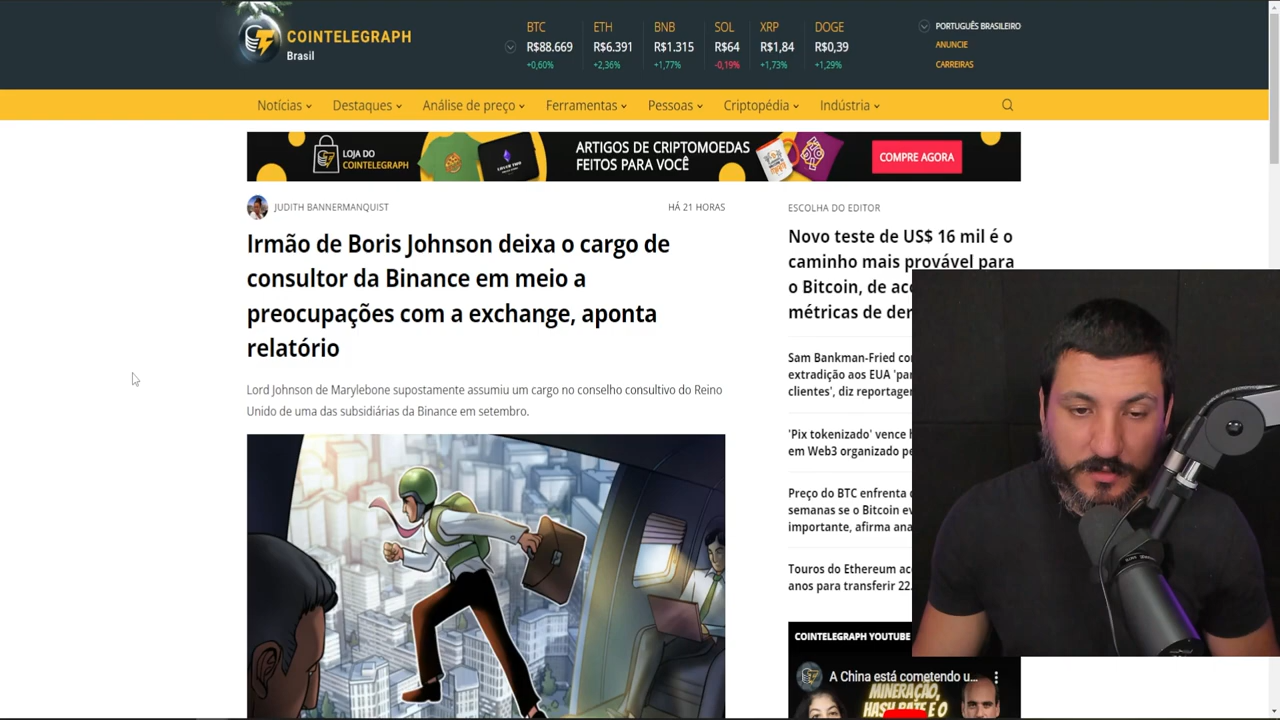 COINTELEGRAPH
Brasil
BTC
R$88.669
+0,60%
ETH
R$6.391
+2,36%
BNB
R$1.315
+1,77%
SOL
R$64
-0,19%
XRP
R$1,84
+1,73%
DOGE
R$0,39
+1,29%
PORTUGUÊS BRASILEIRO
ANUNCIE
CARREIRAS
Notícias
Destaques
Análise de preço
Ferramentas
Pessoas
Criptopédia
Indústria
LOJA DO
COINTELEGRAPH
ARTIGOS DE CRIPTOMOEDAS
FEITOS PARA VOCÊ
COMPRE AGORA
JUDITH BANNERMANQUIST
HÁ 21 HORAS
Irmão de Boris Johnson deixa o cargo de
consultor da Binance em meio a
preocupações com a exchange, aponta
relatório
Lord Johnson de Marylebone supostamente assumiu um cargo no conselho consultivo do Reino
Unido de uma das subsidiárias da Binance em setembro.
ESCOLHA DO EDITOR
Novo teste de US$ 16 mil é o
caminho mais provável para
o Bitcoin, de
métricas de
Sam Bankman-Fried
extradição aos EUA
clientes', diz
'Pix tokenizado' vence
em Web3 organizado
Preço do BTC enfrenta
semanas se o Bitcoin
importante, afirma
Touros do Ethereum
anos para transferir 22.
COINTELEGRAPH YOUTUBE
A China está cometendo u...
MINERAÇÃO,
HASH RATE E O